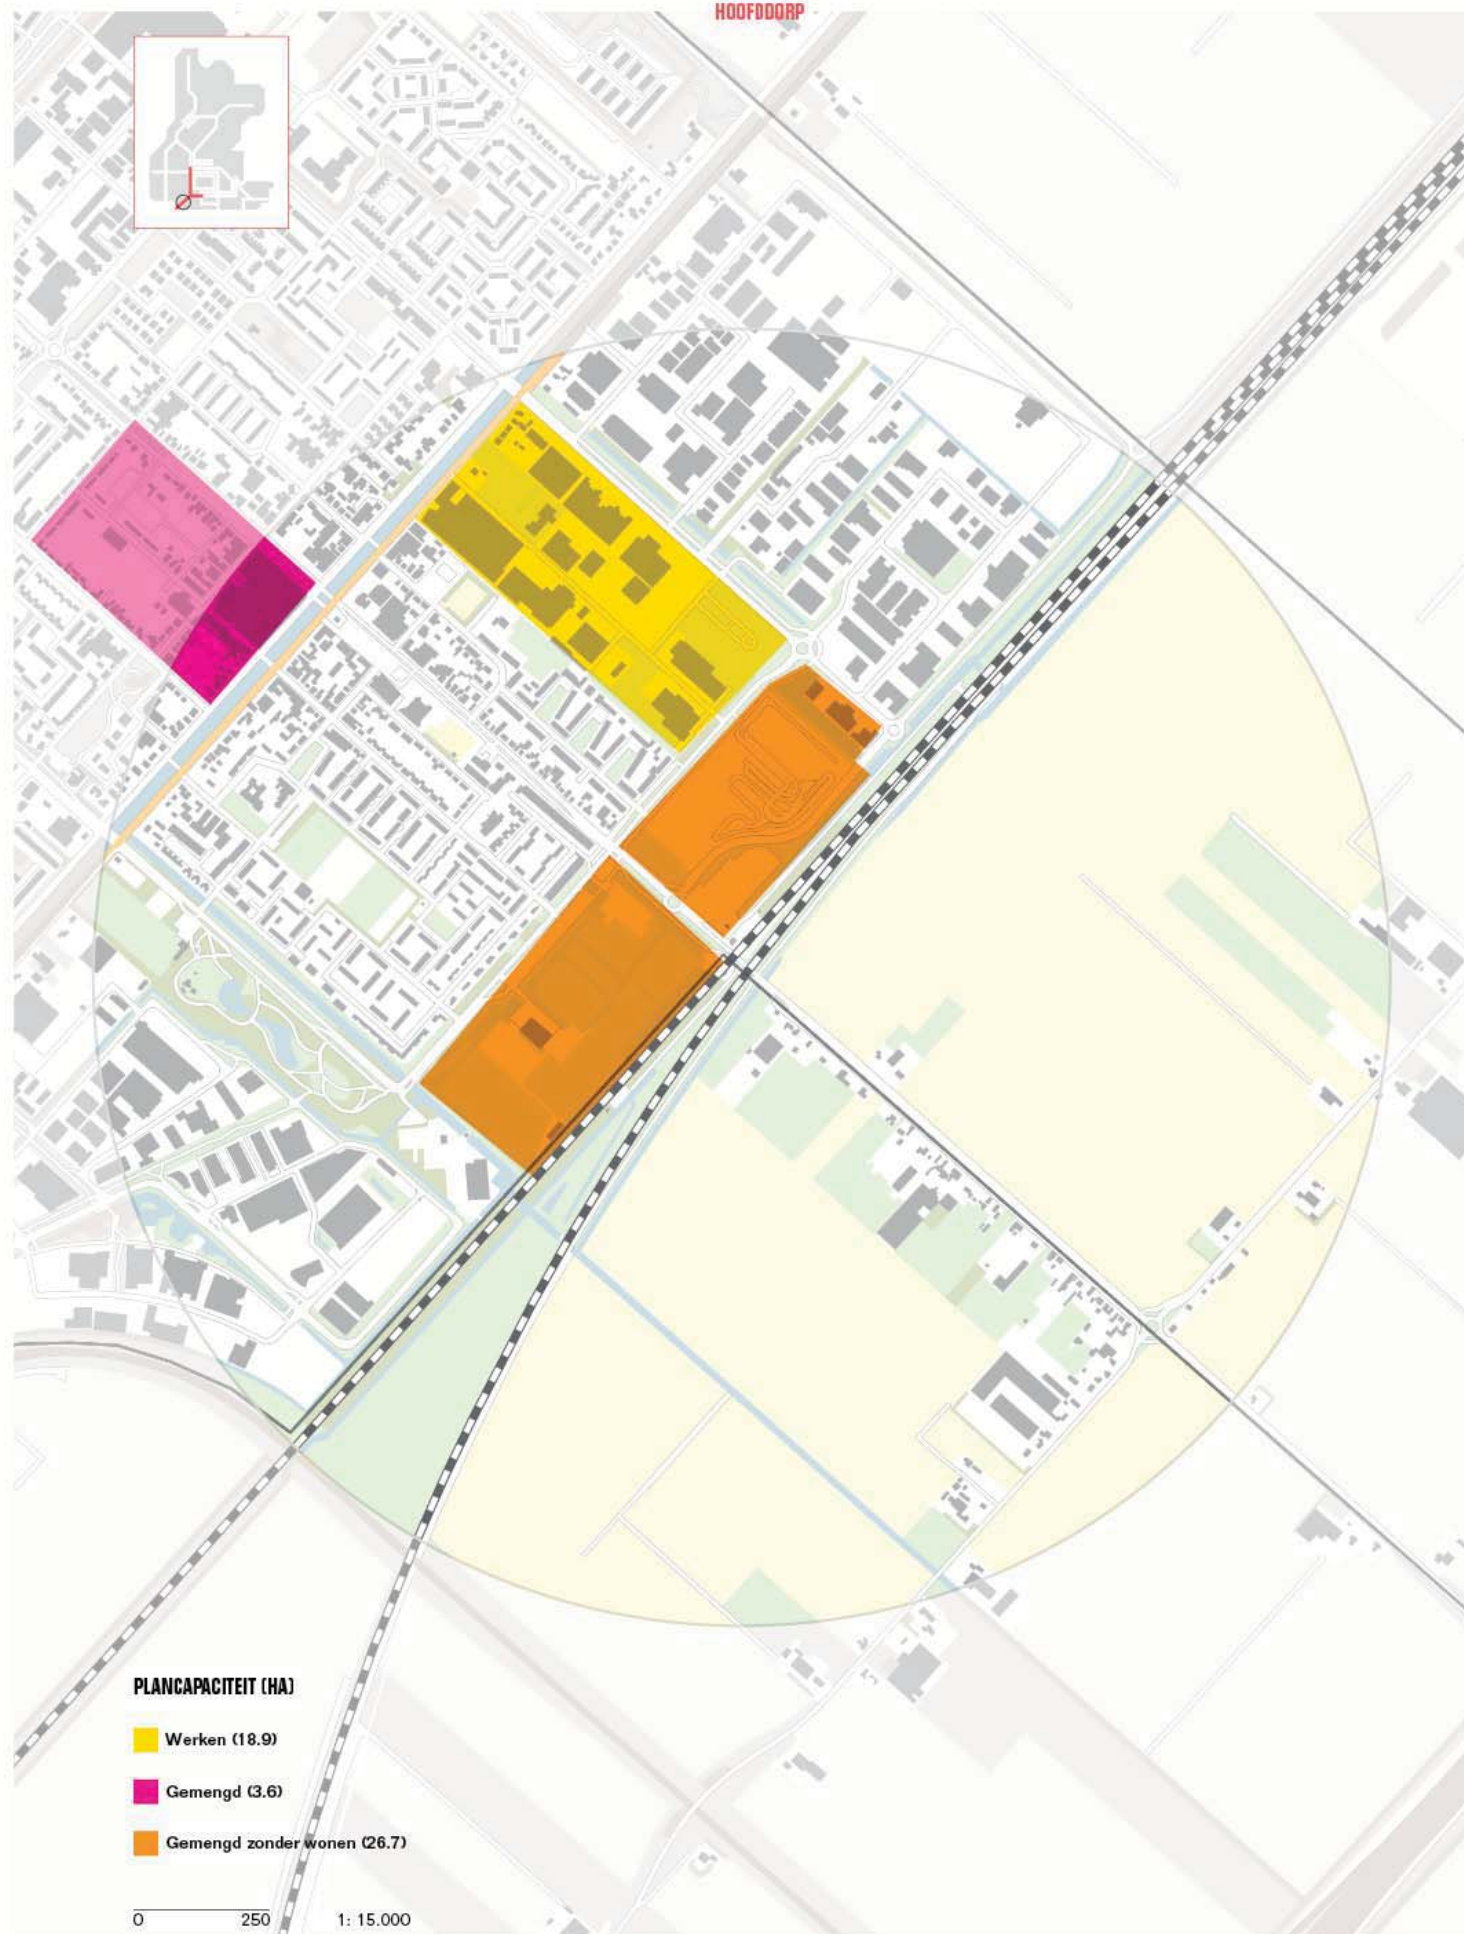 HOOFDDORP
PLANCAPACITEIT (HA)
Werken (18.9)
Gemengd (3.6)
Gemengd zonder wonen (26.7)
0 250 1: 15.000